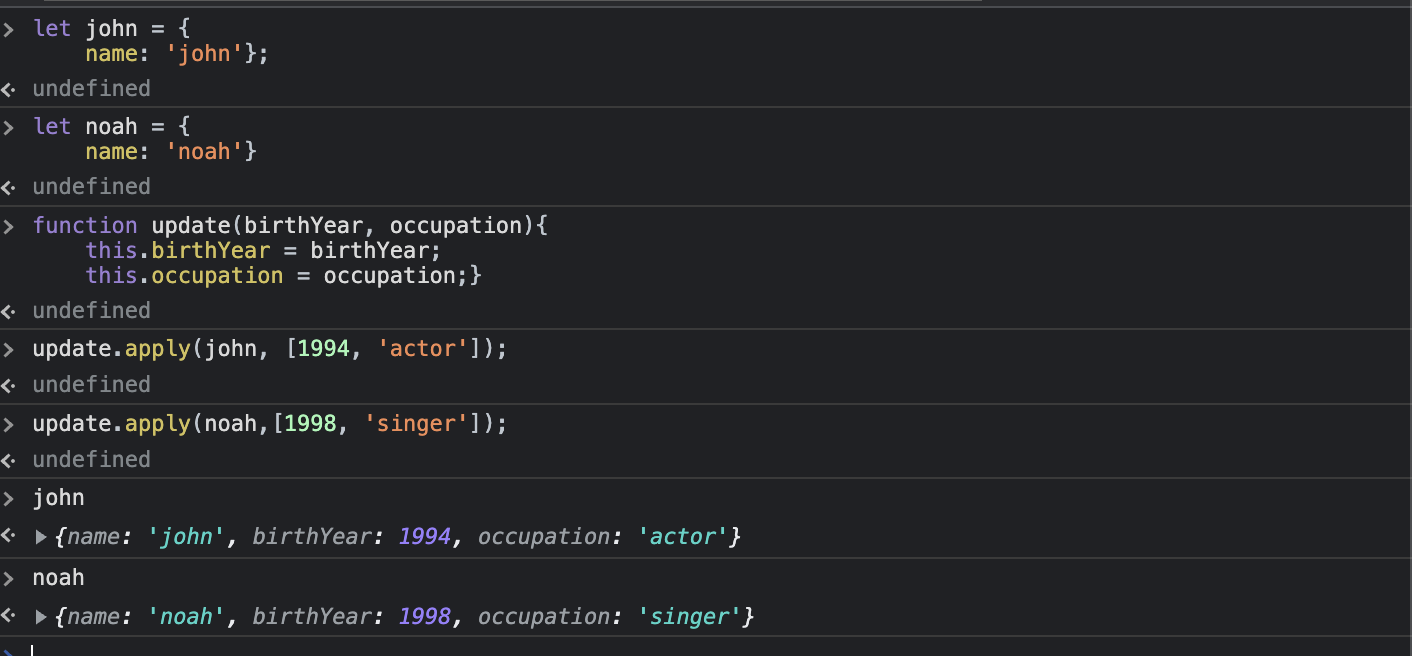 let john = {
name: 'john'};
undefined
let noah = {
name: 'noah'}
undefined
function update(birthYear, occupation){
this.birthYear = birthYear;
this.occupation = occupation;}
undefined
update.apply(john, [1994, 'actor']);
undefined
update.apply(noah,[1998, 'singer']);
undefined
john
{name: 'john', birthYear: 1994, occupation: 'actor'}
noah
{name: 'noah', birthYear: 1998, occupation: 'singer'}